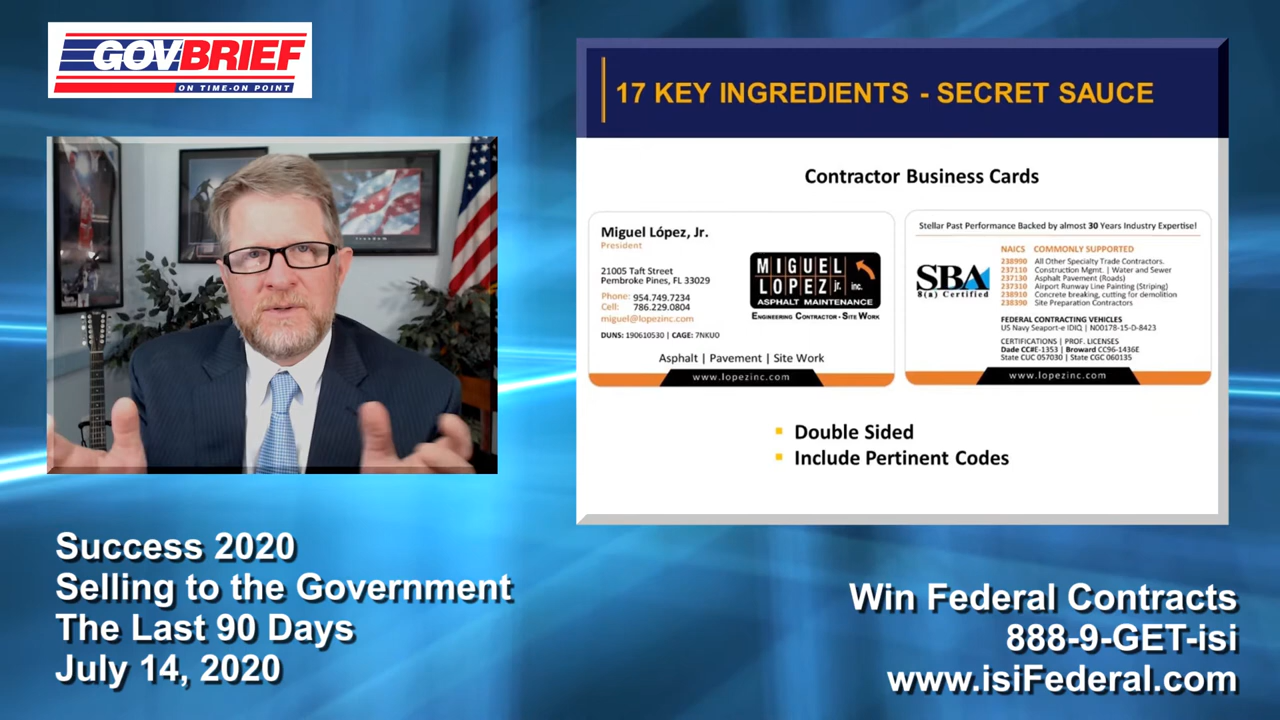 GOVBRIEF
ON TIME-ON POINT
17 KEY INGREDIENTS - SECRET SAUCE
Contractor Business Cards
Miguel López, Jr.
President
21005 Taft Street
Pembroke Pines, FL 33029
Phone: 954.749.7234
Cell: 786.229.0804
miguel@lopezinc.com
DUNS: 190610530 | CAGE: 7NKU0
MIGUEL
LOPEZ jr. inc.
ASPHALT MAINTENANCE
ENGINEERING CONTRACTOR - SITE WORK
Asphalt | Pavement | Site Work
www.lopezinc.com
Stellar Past Performance Backed by almost 30 Years Industry Expertise!
SBA
8(a) Certified
NAICS COMMONLY SUPPORTED
238990 All Other Specialty Trade Contractors.
237110 Construction Mgmt. | Water and Sewer
237130 Asphalt Pavement (Roads)
237310 Airport Runway Line Painting (Striping)
238910 Concrete breaking, cutting for demolition
238390 Site Preparation Contractors
FEDERAL CONTRACTING VEHICLES
US Navy Seaport-e IDIQ | N00178-15-D-8423
CERTIFICATIONS | PROF. LICENSES
Dade CC#E-1353 | Broward CC96-1436E
State CUC 057030 | State CGC 060135
www.lopezinc.com
▪ Double Sided
▪ Include Pertinent Codes
freedom
Success 2020
Selling to the Government
The Last 90 Days
July 14, 2020
Win Federal Contracts
888-9-GET-isi
www.isiFederal.com